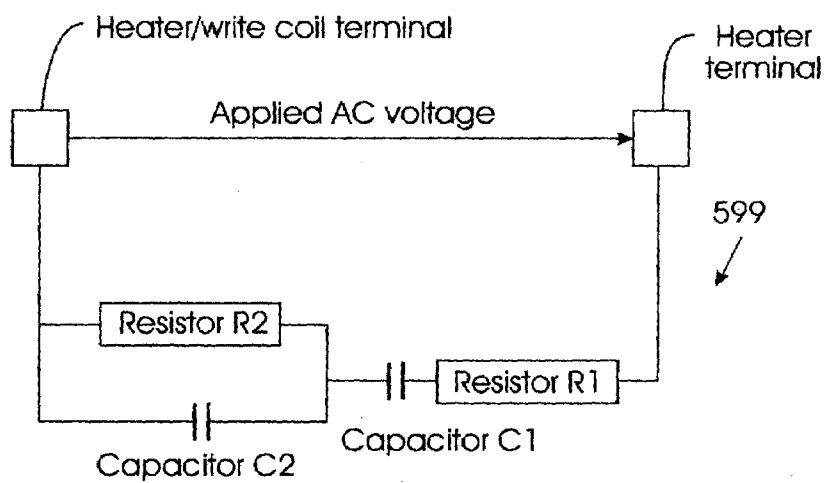 Heater/write coil terminal
Heater
terminal
Applied AC voltage
599
Resistor R2
Resistor R1
Capacitor C1
Capacitor C2